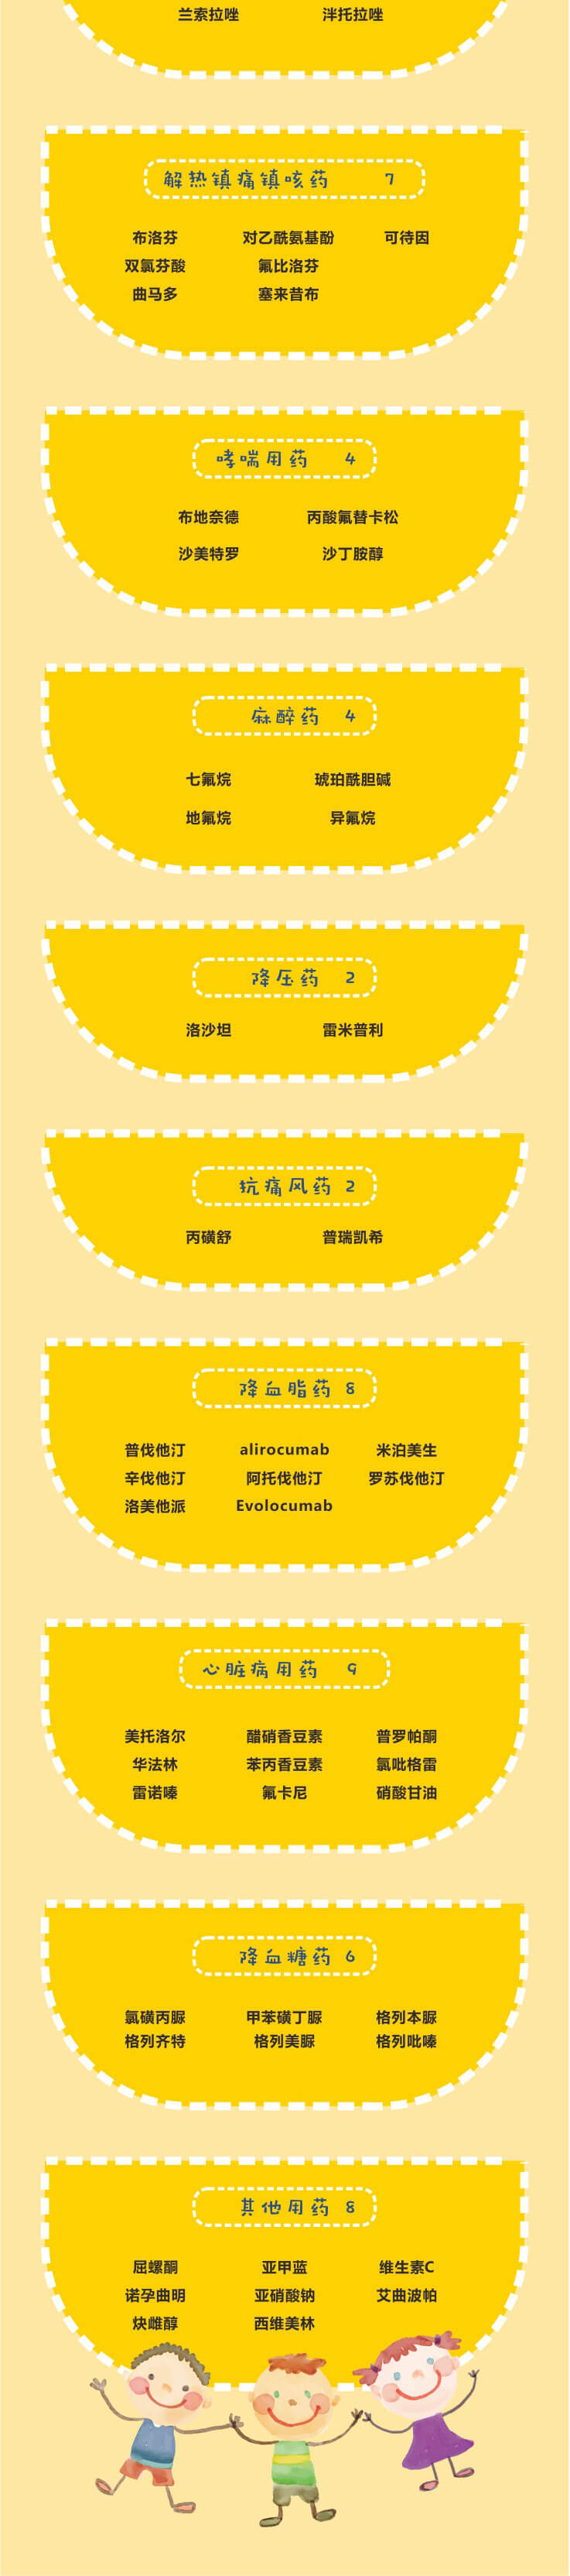 兰索拉唑 泮托拉唑
解热镇痛镇咳药 7
布洛芬 对乙酰氨基酚 可待因
双氯芬酸 氟比洛芬
曲马多 塞来昔布
哮喘用药 4
布地奈德 丙酸氟替卡松
沙美特罗 沙丁胺醇
麻醉药 4
七氟烷 琥珀酰胆碱
地氟烷 异氟烷
降压药 2
洛沙坦 雷米普利
抗痛风药 2
丙磺舒 普瑞凯希
降血脂药 8
普伐他汀 alirocumab 米泊美生
辛伐他汀 阿托伐他汀 罗苏伐他汀
洛美他派 Evolocumab
心脏病用药 9
美托洛尔 醋硝香豆素 普罗帕酮
华法林 苯丙香豆素 氯吡格雷
雷诺嗪 氟卡尼 硝酸甘油
降血糖药 6
氯磺丙脲 甲苯磺丁脲 格列本脲
格列齐特 格列美脲 格列吡嗪
其他用药 8
屈螺酮 亚甲蓝 维生素C
诺孕曲明 亚硝酸钠 艾曲波帕
炔雌醇 西维美林